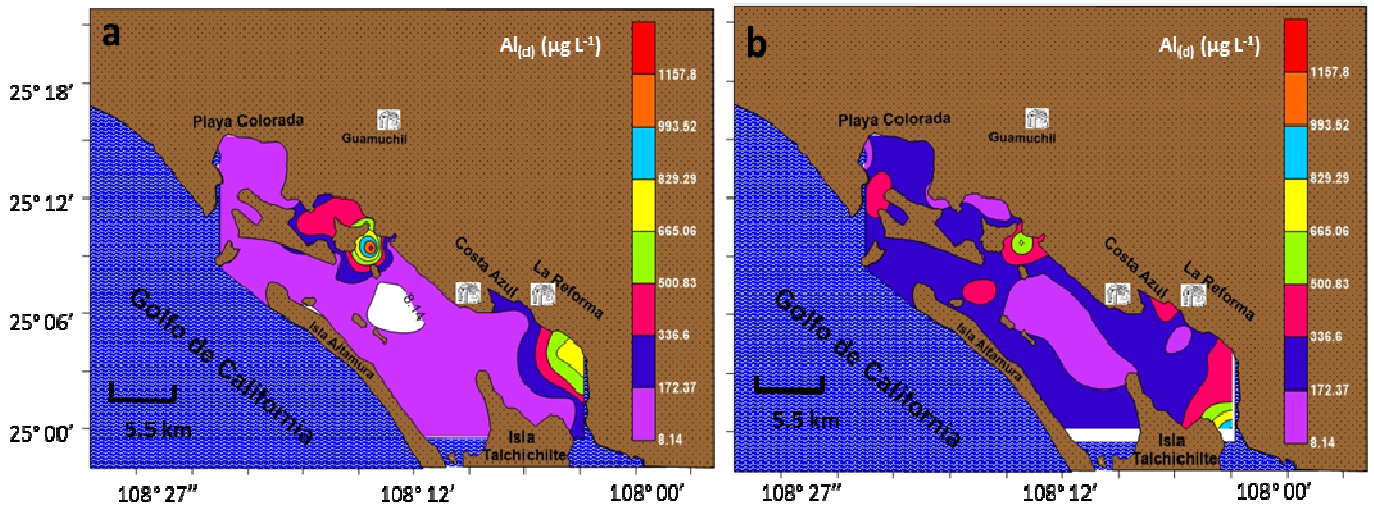 a
Al(d) (µg L-1)
1157.8
993.52
829.29
665.06
500.83
336.6
172.37
8.14
25° 18′
25° 12′
25° 06′
25° 00′
Playa Colorada
Guamuchil
Costa Azul
La Reforma
8.14
Isla Altamura
Golfo de California
5.5 km
Isla
Talchichilte
108° 27″
108° 12′
108° 00′
b
Al(d) (µg L-1)
1157.8
993.52
829.29
665.06
500.83
336.6
172.37
8.14
Playa Colorada
Guamuchil
Costa Azul
La Reforma
Isla Altamura
Golfo de California
5.5 km
Isla
Talchichilte
108° 27″
108° 12′
108° 00′